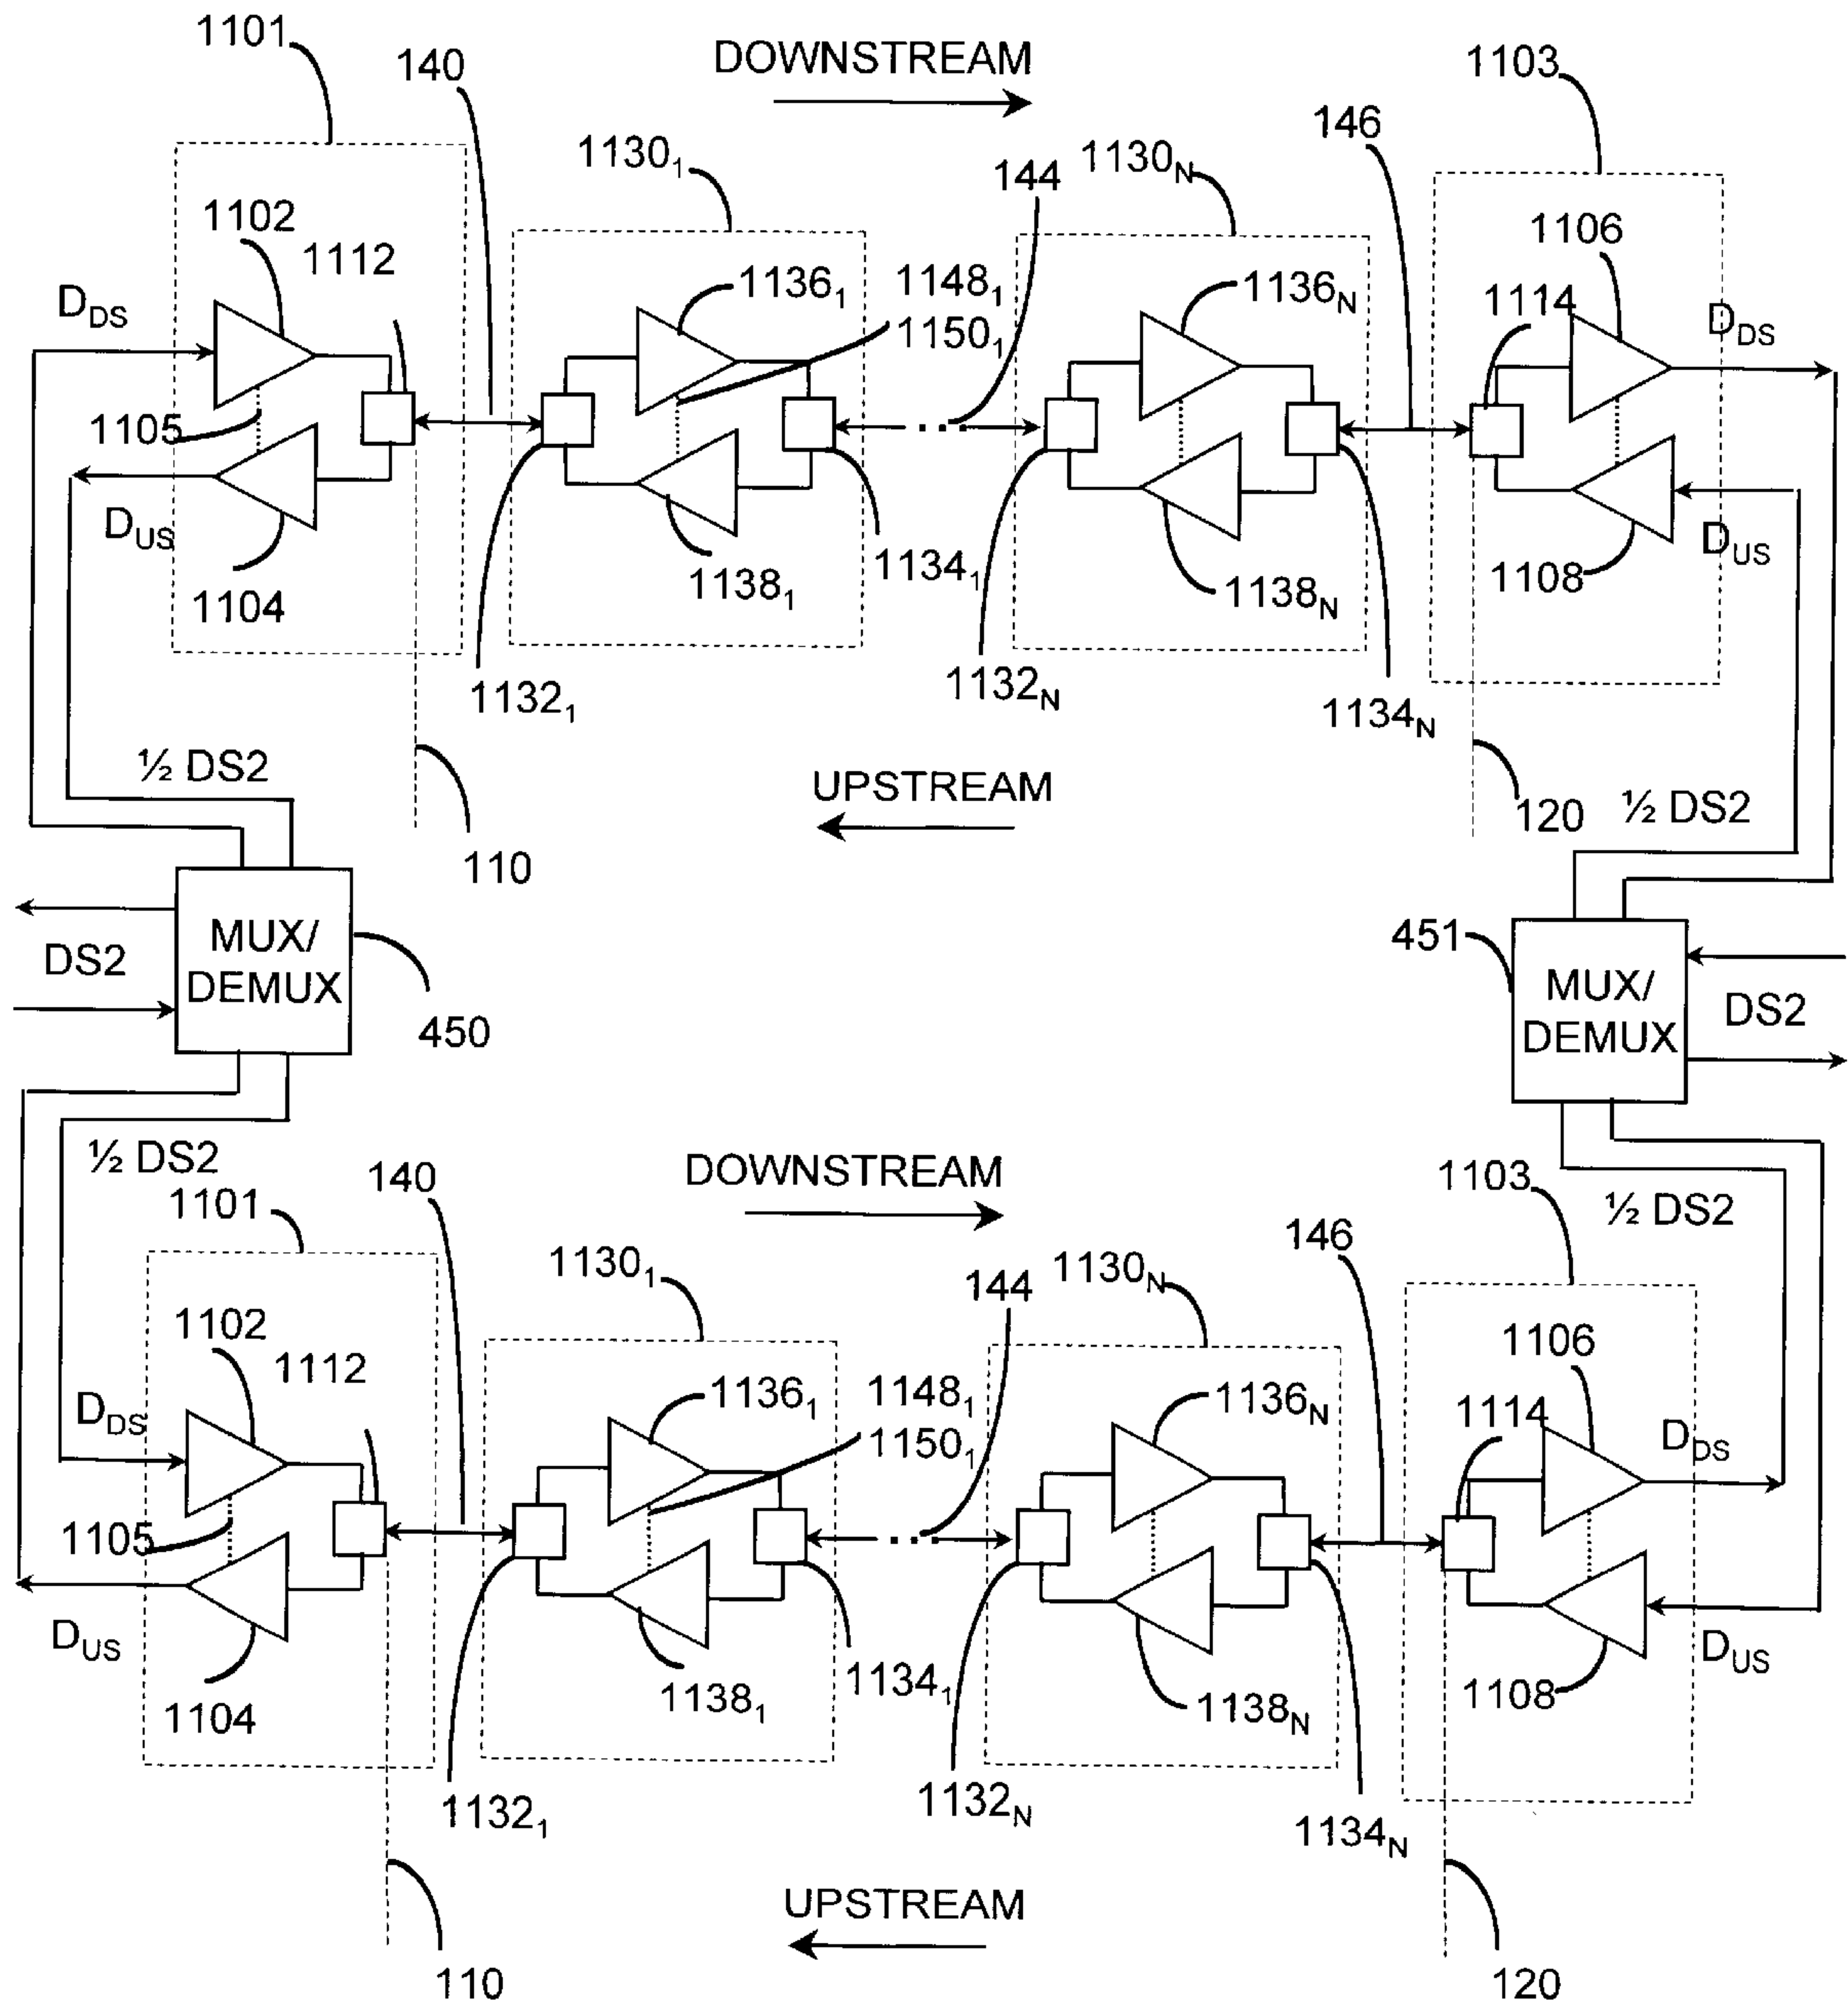 1101
140
DOWNSTREAM
1103
146
1130₁
1130N
144
1102
1112
1106
1136₁
1148₁
1150₁
1136N
1114
DDS
DDS
1105
DUS
DUS
1104
1138₁
1134₁
1138N
1108
1132₁
1132N
1134N
½ DS2
UPSTREAM
½ DS2
110
120
MUX/
DEMUX
DS2
450
451
MUX/
DEMUX
DS2
½ DS2
DOWNSTREAM
1103
1101
140
½ DS2
146
1130₁
1130N
144
1102
1112
1106
1136₁
1148₁
1150₁
1136N
1114
DDS
DDS
1105
DUS
DUS
1104
1138₁
1134₁
1138N
1108
1132₁
1132N
1134N
UPSTREAM
110
120